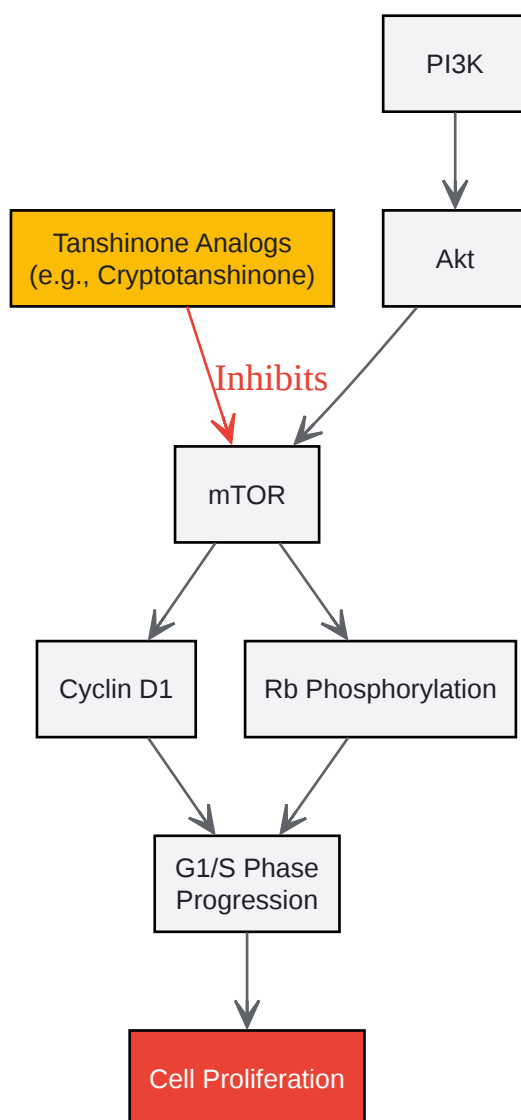 PI3K
Tanshinone Analogs
(e.g., Cryptotanshinone)
Akt
Inhibits
mTOR
Cyclin D1
Rb Phosphorylation
G1/S Phase
Progression
Cell Proliferation